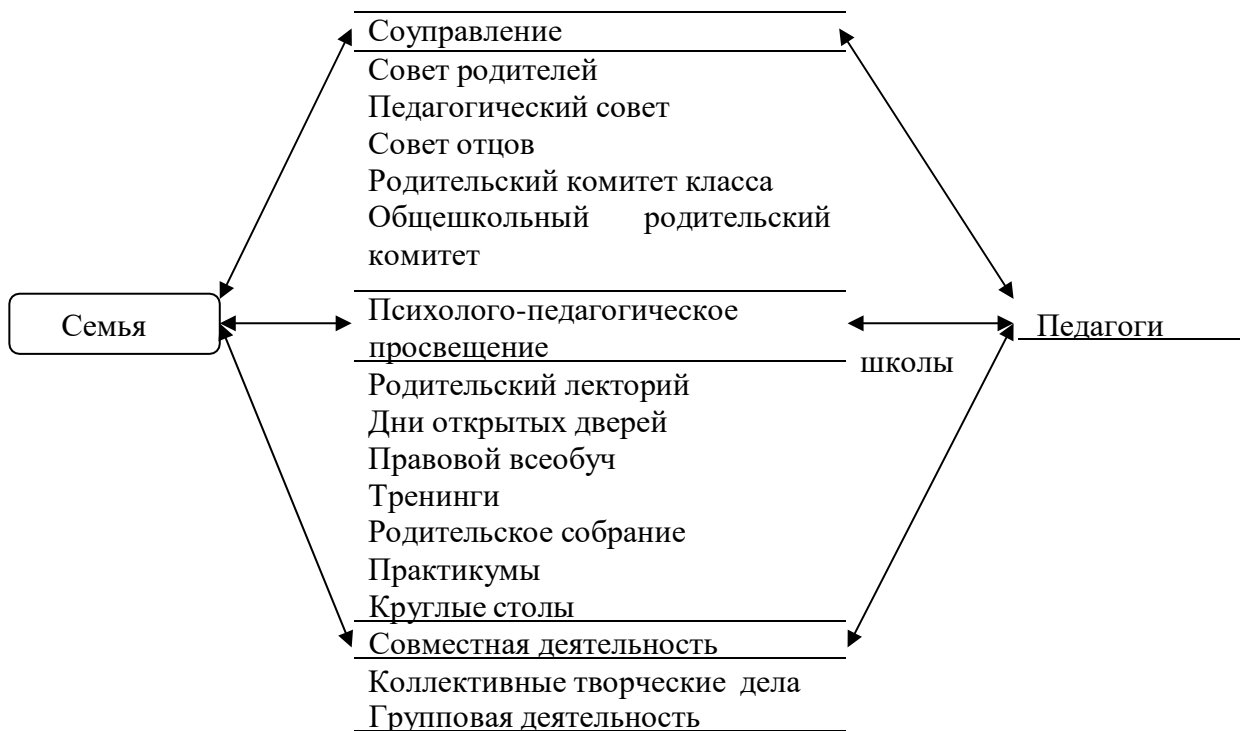 Соуправление
Совет родителей
Педагогический совет
Совет отцов
Родительский комитет класса
Общешкольный родительский
комитет
Семья
Психолого-педагогическое
просвещение
Педагоги
школы
Родительский лекторий
Дни открытых дверей
Правовой всеобуч
Тренинги
Родительское собрание
Практикумы
Круглые столы
Совместная деятельность
Коллективные творческие дела
Групповая деятельность